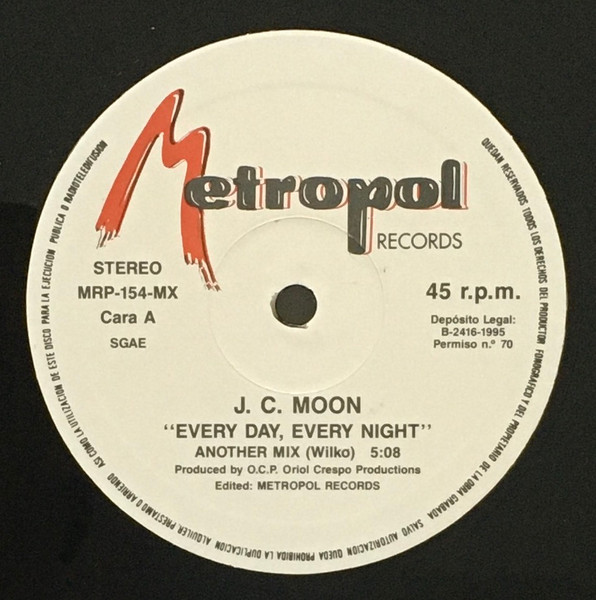 Metropol
RECORDS
STEREO
MRP-154-MX
Cara A
SGAE
45 r.p.m.
Depósito Legal:
B-2416-1995
Permiso n.º 70
J. C. MOON
“EVERY DAY, EVERY NIGHT”
ANOTHER MIX (Wilko) 5:08
Produced by O.C.P. Oriol Crespo Productions
Edited: METROPOL RECORDS
QUEDAN RESERVADOS TODOS LOS DERECHOS DEL PRODUCTOR FONOGRAFICO Y DEL PROPIETARIO DE LA OBRA GRABADA SALVO AUTORIZACION QUEDA PROHIBIDA LA DUPLICACION ALQUILER PRESTAMO O ARRIENDO ASI COMO LA UTILIZACION DE ESTE DISCO PARA LA EJECUCION PUBLICA O RADIOTELEDIFUSION